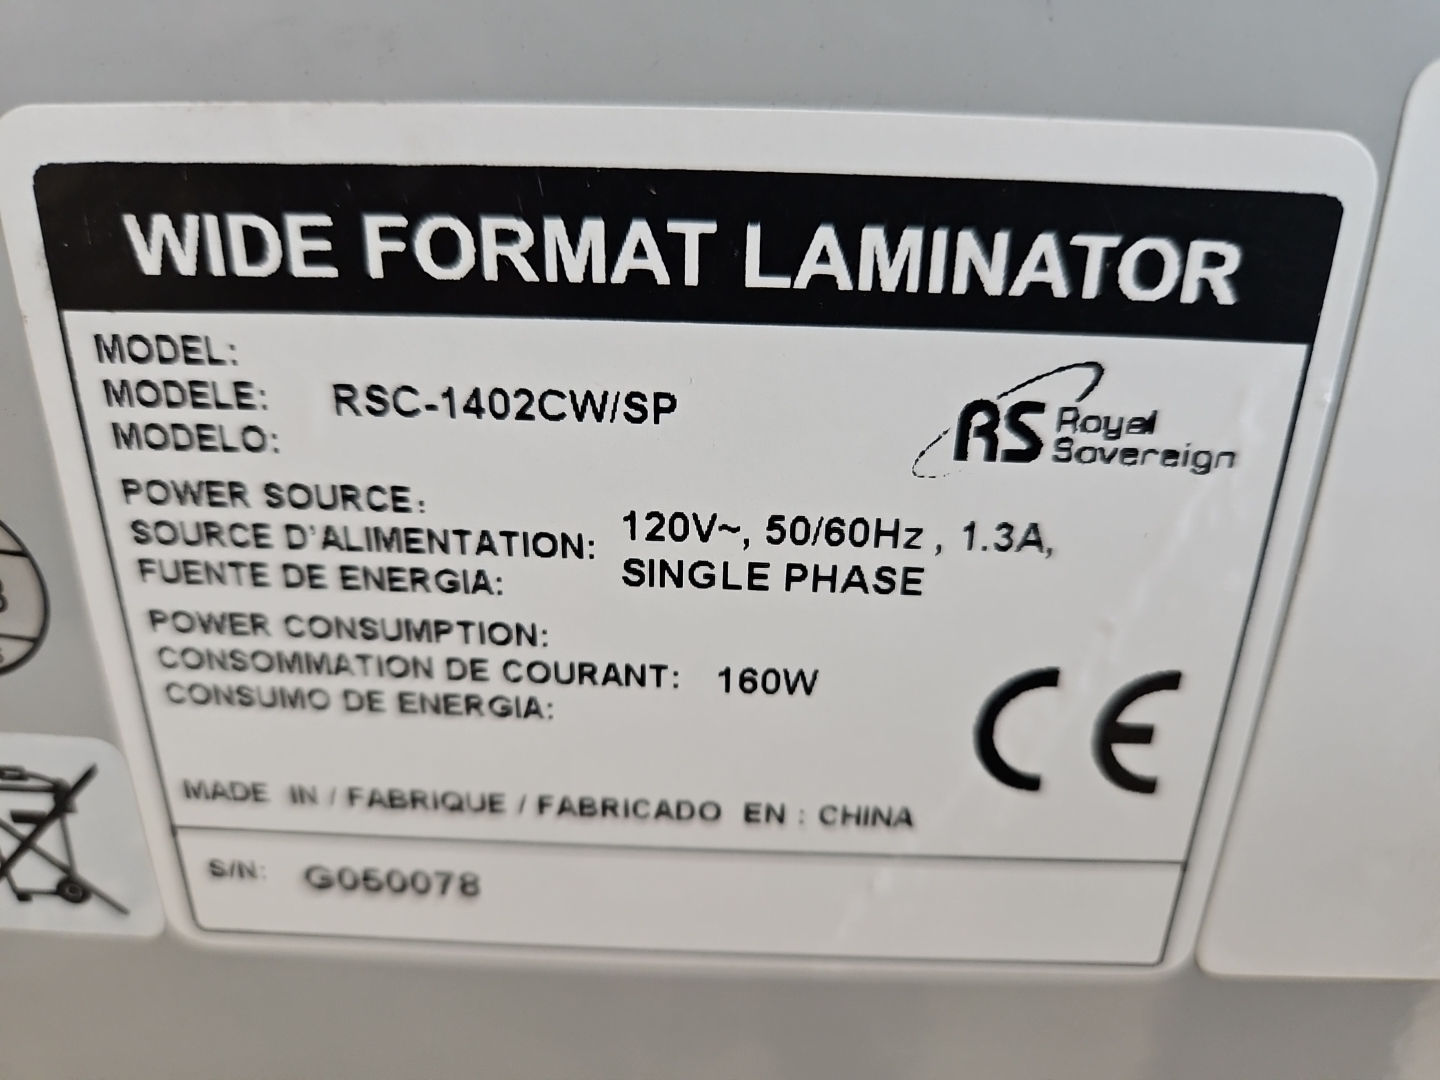 WIDE FORMAT LAMINATOR
MODEL:
MODELE: RSC-1402CW/SP
MODELO:
RS Royal
Sovereign
POWER SOURCE:
SOURCE D'ALIMENTATION: 120V~, 50/60Hz, 1.3A,
FUENTE DE ENERGIA: SINGLE PHASE
POWER CONSUMPTION:
CONSOMMATION DE COURANT: 160W
CONSUMO DE ENERGIA:
CE
MADE IN / FABRIQUE / FABRICADO EN : CHINA
S/N: G050078